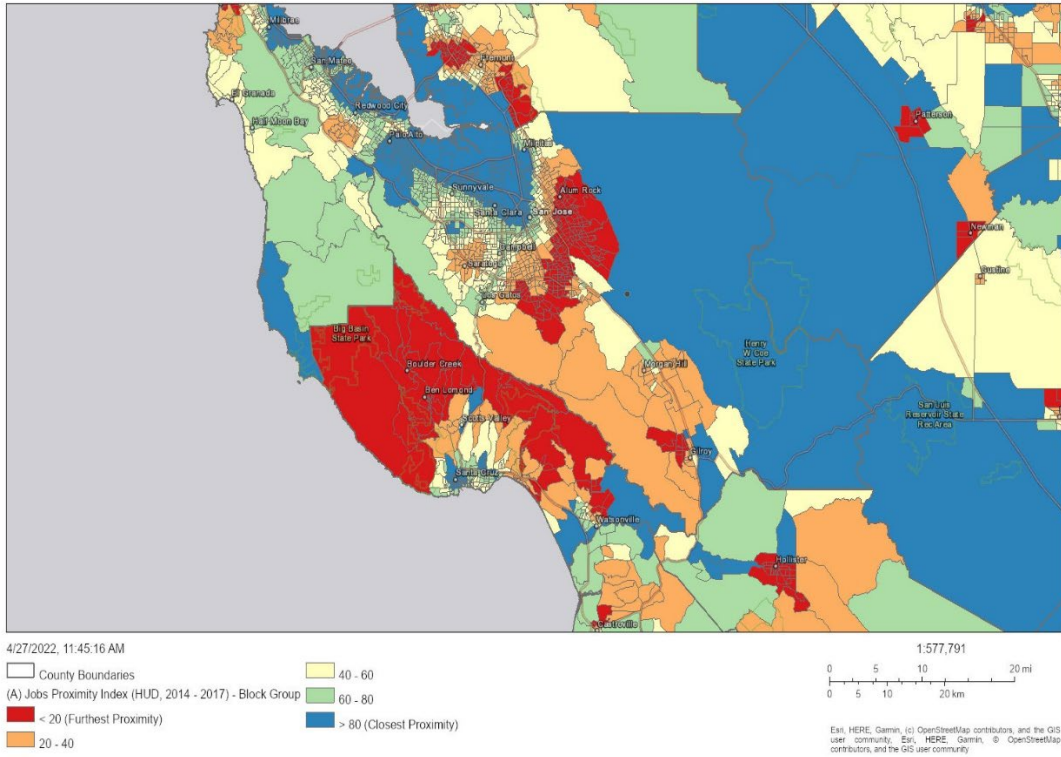 Millbrae
San Mateo
Fremont
Patterson
El Granada
Redwood City
Half Moon Bay
Palo Alto
Milpitas
Sunnyvale
Alum Rock
Santa Clara
San Jose
Newman
Campbell
Saratoga
Gustine
Los Gatos
Big Basin
State Park
Henry
W Coe
State Park
Boulder Creek
Morgan Hill
Ben Lomond
San Luis
Reservoir State
Rec Area
Scotts Valley
Gilroy
Santa Cruz
Watsonville
Hollister
Castroville
4/27/2022, 11:45:16 AM
County Boundaries
(A) Jobs Proximity Index (HUD, 2014 - 2017) - Block Group
< 20 (Furthest Proximity)
20 - 40
40 - 60
60 - 80
> 80 (Closest Proximity)
1:577,791
0 5 10 20 mi
0 5 10 20 km
Esri, HERE, Garmin, (c) OpenStreetMap contributors, and the GIS
user community, Esri, HERE, Garmin, © OpenStreetMap
contributors, and the GIS user community